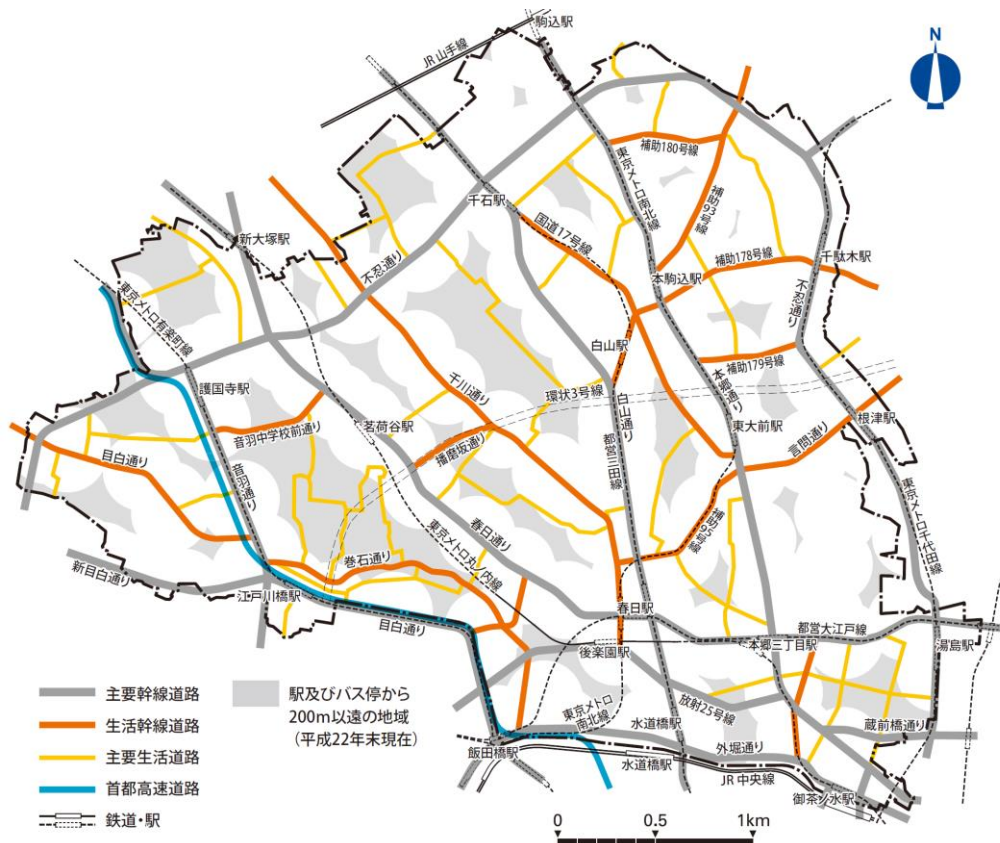 駒込駅
N
JR山手線
補助180号線
東京メトロ南北線
補助93号線
千石駅
国道17号線
新大塚駅
不忍通り
本駒込駅
補助178号線
千駄木駅
不忍通り
東京メトロ有楽町線
白山駅
補助179号線
護国寺駅
千川通り
環状3号線
白山通り
本郷通り
根津駅
音羽中学校前通り
茗荷谷駅
播磨坂通り
都営三田線
東大前駅
言問通り
目白通り
音羽通り
春日通り
補助95号線
東京メトロ千代田線
東京メトロ丸ノ内線
巻石通り
新目白通り
江戸川橋駅
目白通り
春日駅
都営大江戸線
後楽園駅
本郷三丁目駅
湯島駅
東京メトロ
南北線
水道橋駅
放射25号線
蔵前橋通り
外堀通り
飯田橋駅
水道橋駅
JR中央線
御茶ノ水駅
主要幹線道路
生活幹線道路
主要生活道路
首都高速道路
鉄道・駅
駅及びバス停から
200m以遠の地域
(平成22年末現在)
0 0.5 1km